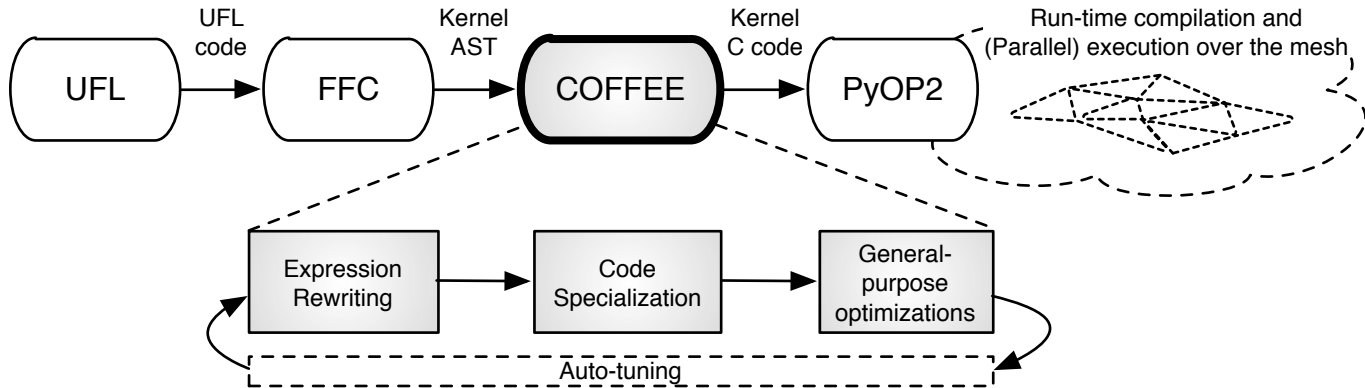 UFL
code
Kernel
AST
Kernel
C code
Run-time compilation and
(Parallel) execution over the mesh
UFL
FFC
COFFEE
PyOP2
Expression
Rewriting
Code
Specialization
General-
purpose
optimizations
Auto-tuning